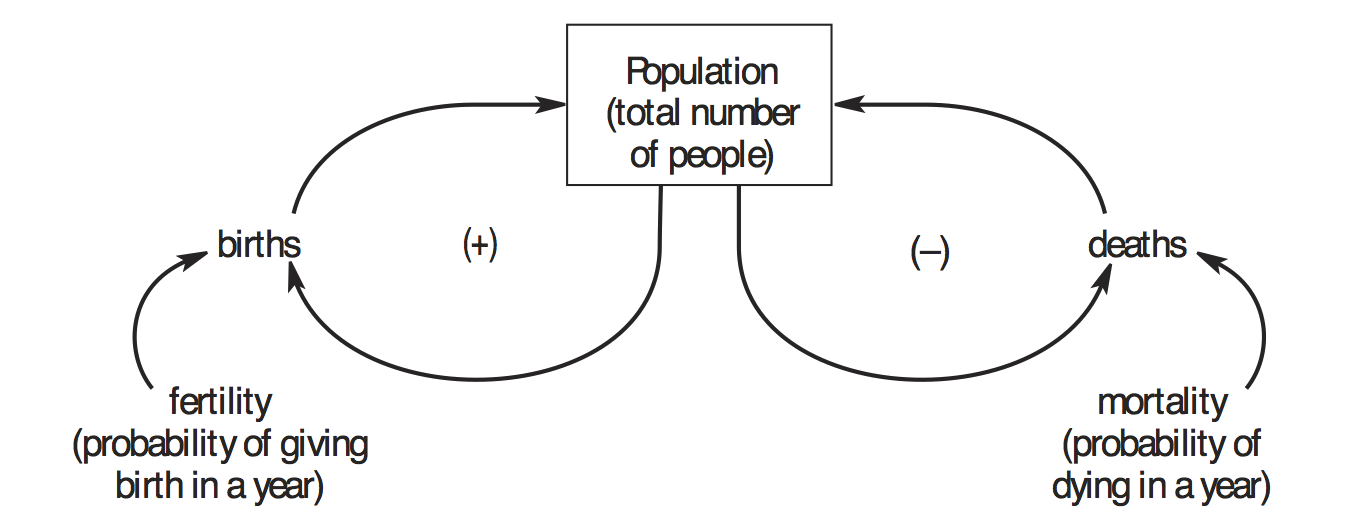 Population
(total number
of people)
births
(+)
(–)
deaths
fertility
(probability of giving
birth in a year)
mortality
(probability of
dying in a year)